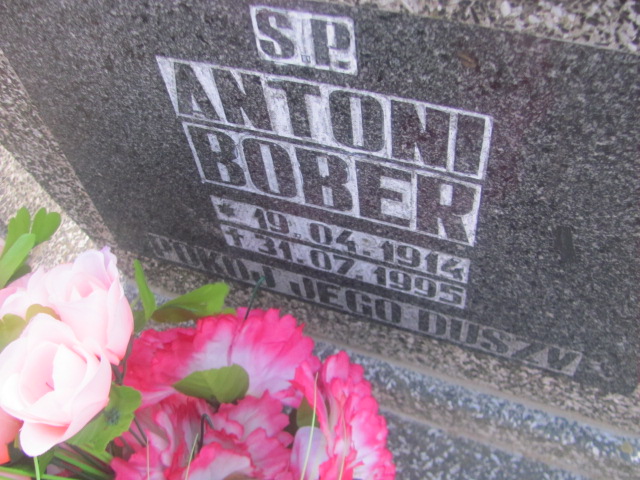 S.P.
ANTONI
BOBER
* 19.04.1914
† 31.07.1995
POKÓJ JEGO DUSZY